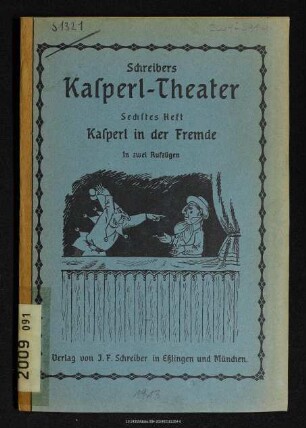 S1321
Schreibers
Kaſperl-Theater
Sechſtes Heft
Kaſperl in der Fremde
In zwei Aufzügen
2009 091
Verlag von J. F. Schreiber in Eßlingen und München.